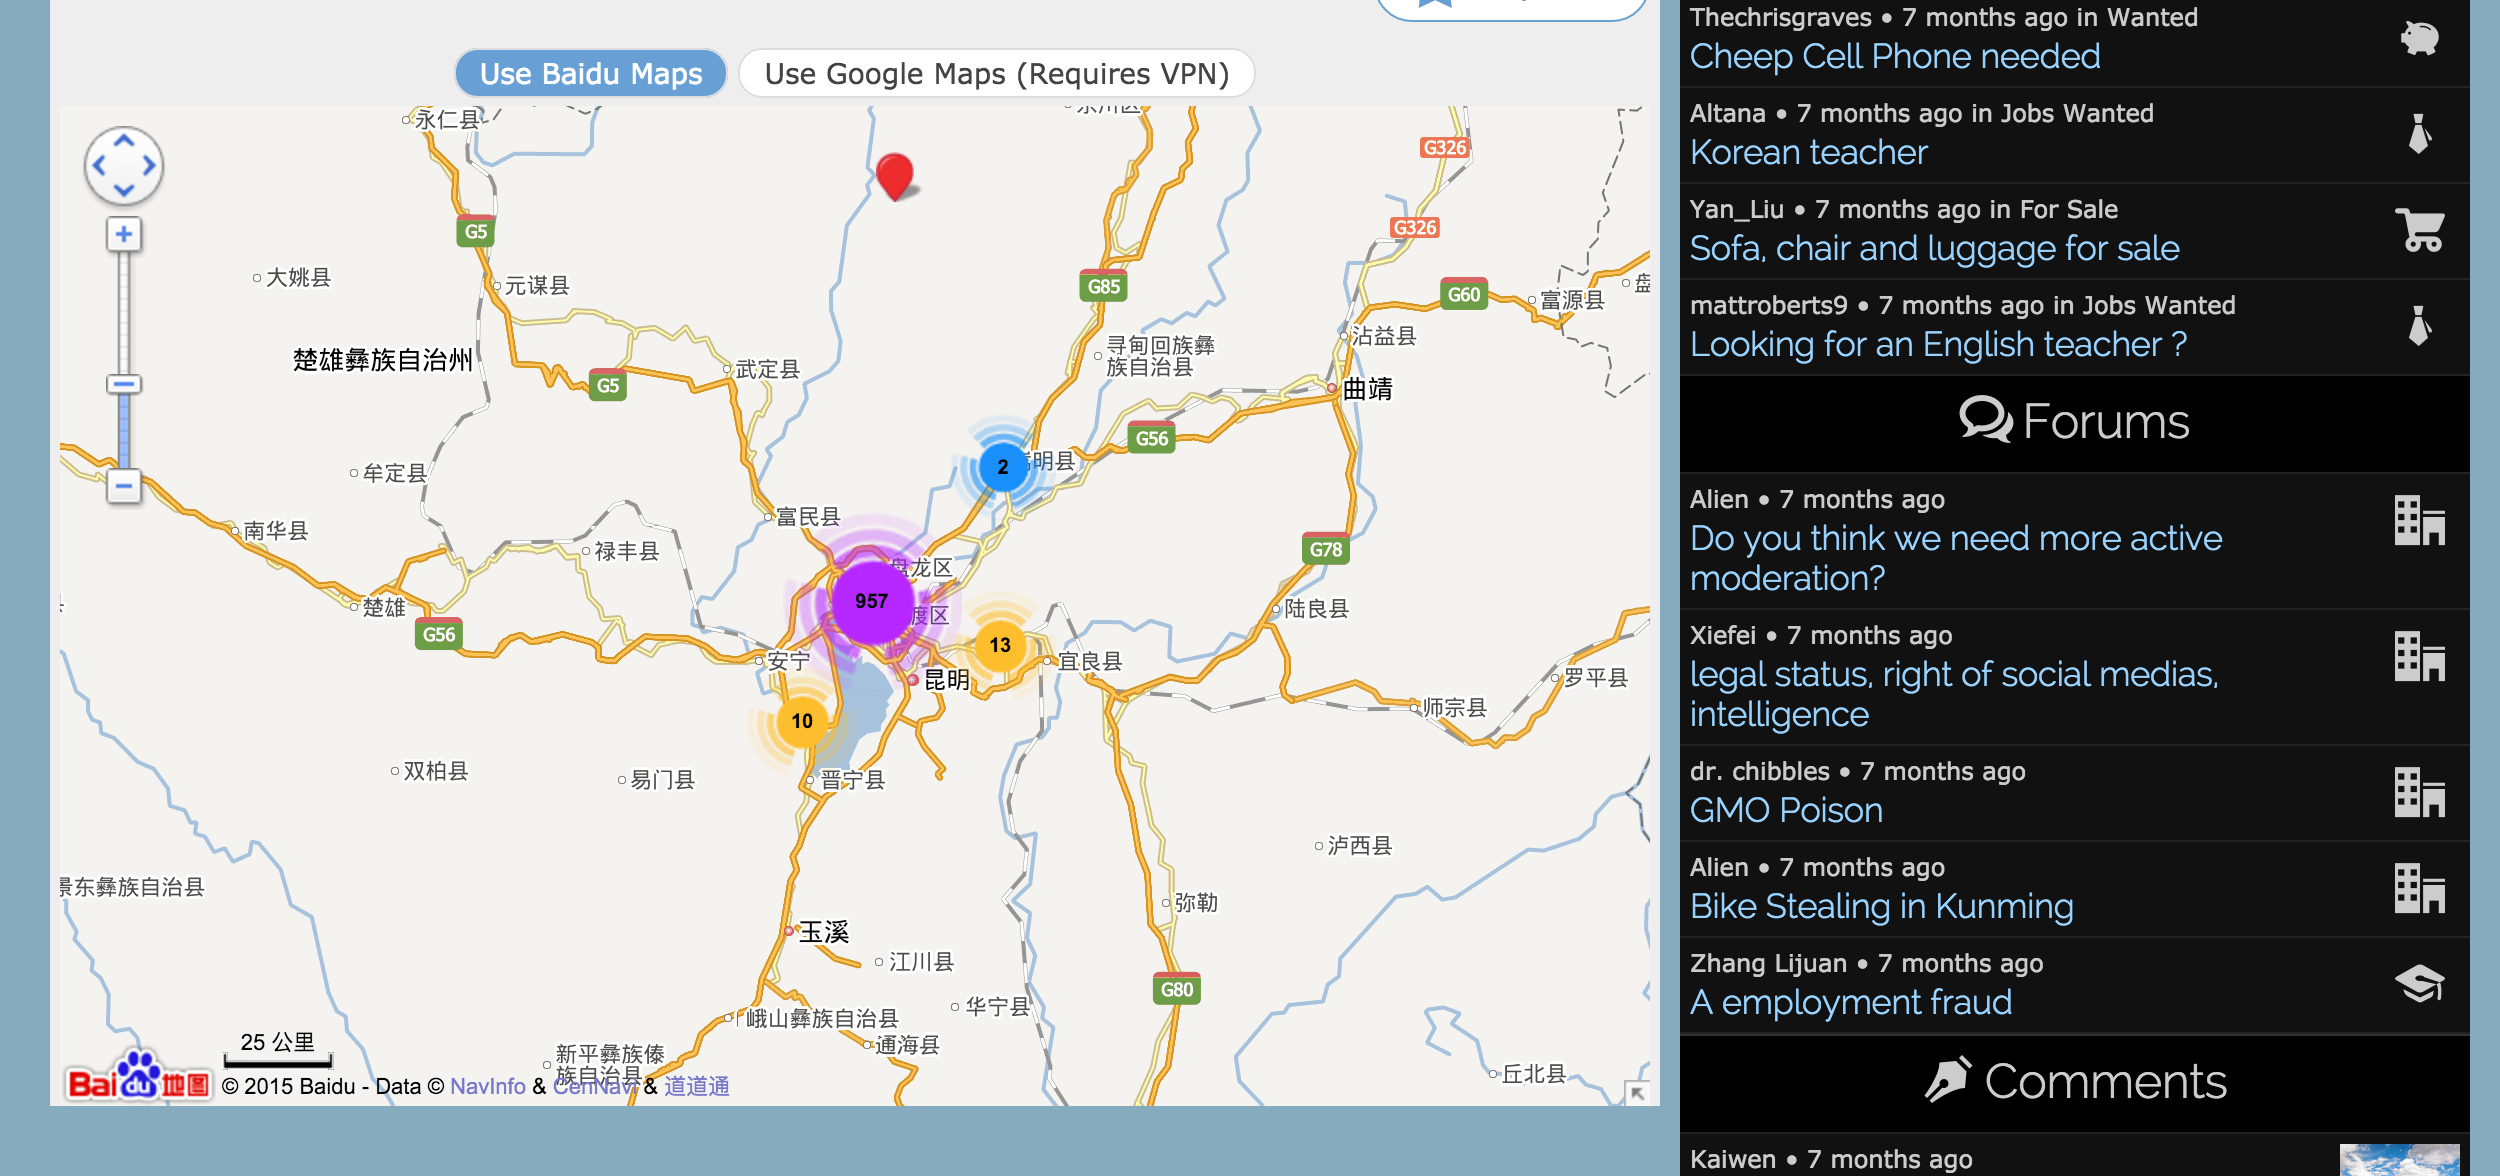 Use Baidu Maps
Use Google Maps (Requires VPN)
永仁县
G326
G5
G326
大姚县
元谋县
G85
G60
富源县
沾益县
寻甸回族彝
族自治县
楚雄彝族自治州
武定县
G5
曲靖
G56
2
明县
牟定县
富民县
南华县
禄丰县
G78
盘龙区
957
度区
楚雄
陆良县
G56
13
安宁
宜良县
昆明
罗平县
10
师宗县
双柏县
易门县
晋宁县
泸西县
景东彝族自治县
弥勒
玉溪
江川县
G80
华宁县
峨山彝族自治县
通海县
25 公里
新平彝族傣
族自治县
丘北县
Bai du 地图
© 2015 Baidu - Data © NavInfo & CenNavi & 道道通
Thechrisgraves • 7 months ago in Wanted
Cheep Cell Phone needed
Altana • 7 months ago in Jobs Wanted
Korean teacher
Yan_Liu • 7 months ago in For Sale
Sofa, chair and luggage for sale
mattroberts9 • 7 months ago in Jobs Wanted
Looking for an English teacher ?
Forums
Alien • 7 months ago
Do you think we need more active
moderation?
Xiefei • 7 months ago
legal status, right of social medias,
intelligence
dr. chibbles • 7 months ago
GMO Poison
Alien • 7 months ago
Bike Stealing in Kunming
Zhang Lijuan • 7 months ago
A employment fraud
Comments
Kaiwen • 7 months ago